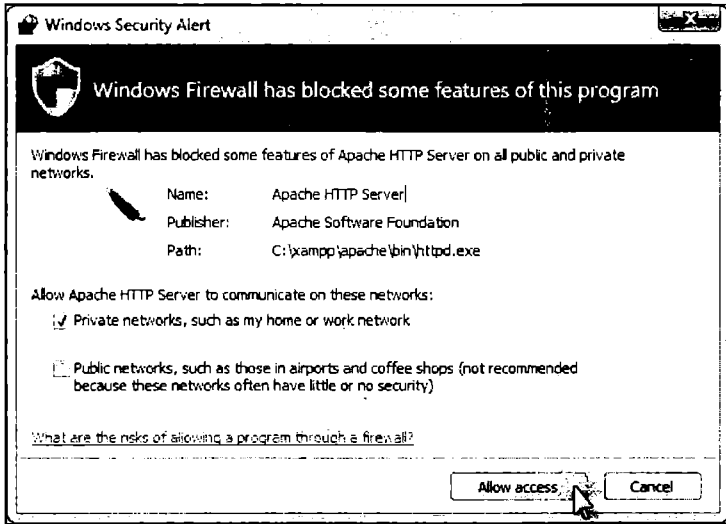 Windows Security Alert
Windows Firewall has blocked some features of this program
Windows Firewall has blocked some features of Apache HTTP Server on all public and private
networks.
Name: Apache HTTP Server
Publisher: Apache Software Foundation
Path: C:\xampp\apache\bin\httpd.exe
Allow Apache HTTP Server to communicate on these networks:
Private networks, such as my home or work network
Public networks, such as those in airports and coffee shops (not recommended
because these networks often have little or no security)
What are the risks of allowing a program through a firewall?
Allow access Cancel